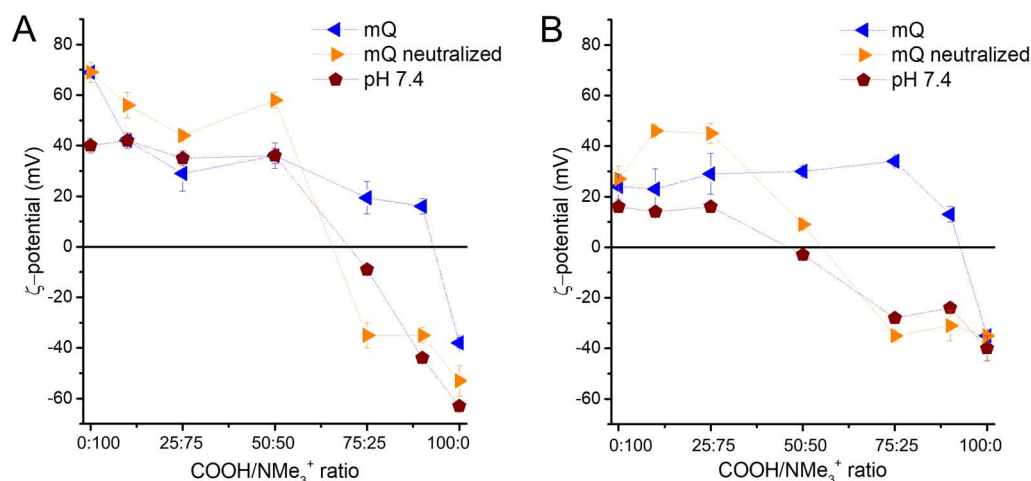 A
mQ
mQ neutralized
pH 7.4
80
60
40
20
0
-20
-40
-60
ζ-potential (mV)
0:100
25:75
50:50
75:25
100:0
COOH/NMe₃⁺ ratio
B
mQ
mQ neutralized
pH 7.4
80
60
40
20
0
-20
-40
-60
ζ-potential (mV)
0:100
25:75
50:50
75:25
100:0
COOH/NMe₃⁺ ratio